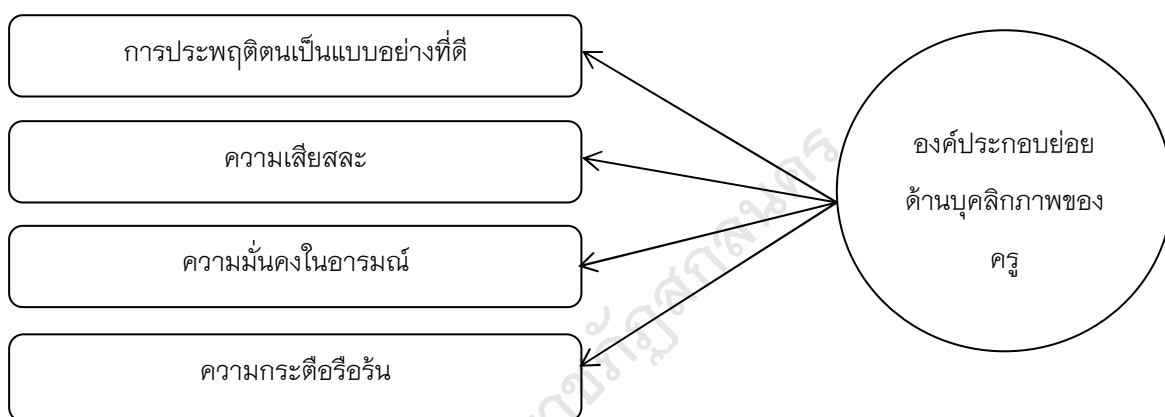 การประพฤติตนเป็นแบบอย่างที่ดี
ความเสียสละ
ความมั่นคงในอารมณ์
ความกระตือรือร้น
องค์ประกอบย่อย
ด้านบุคลิกภาพของ
ครู